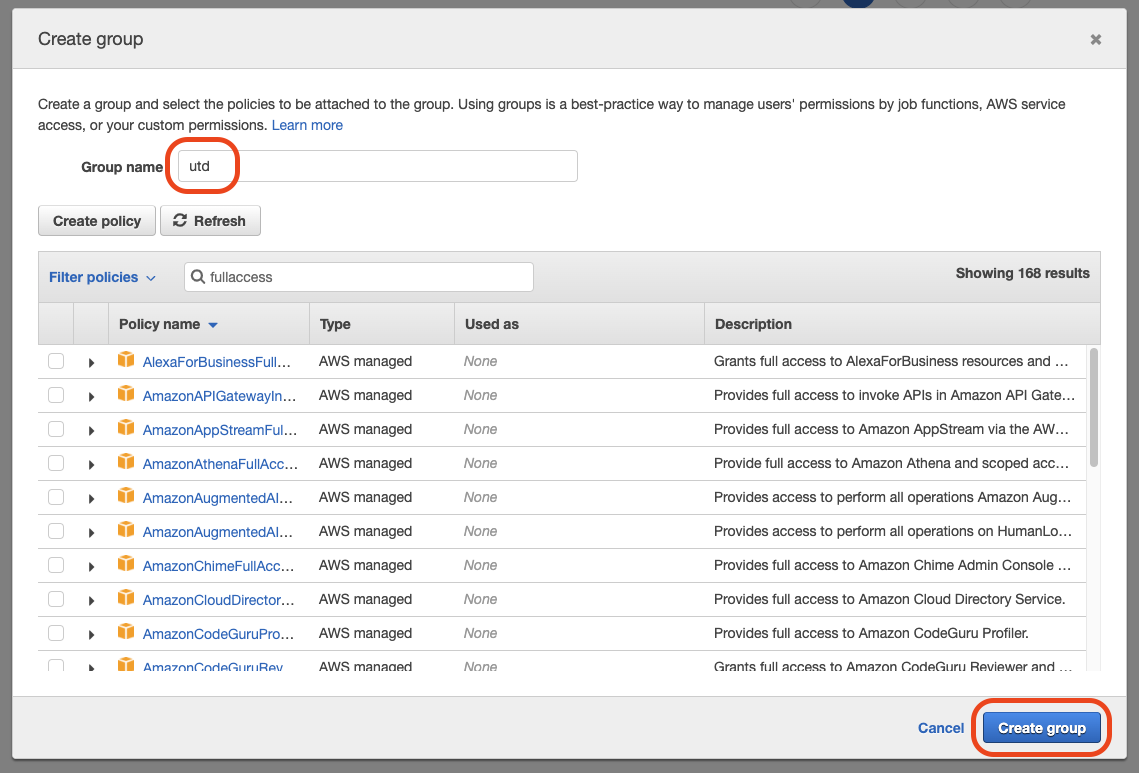 Create group
Create a group and select the policies to be attached to the group. Using groups is a best-practice way to manage users' permissions by job functions, AWS service
access, or your custom permissions. Learn more
Group name utd
Create policy Refresh
Filter policies fullaccess Showing 168 results
Policy name Type Used as Description
AlexaForBusinessFull... AWS managed None Grants full access to AlexaForBusiness resources and ...
AmazonAPIGatewayIn... AWS managed None Provides full access to invoke APIs in Amazon API Gate...
AmazonAppStreamFul... AWS managed None Provides full access to Amazon AppStream via the AW...
AmazonAthenaFullAcc... AWS managed None Provide full access to Amazon Athena and scoped acc...
AmazonAugmentedAI... AWS managed None Provides access to perform all operations Amazon Aug...
AmazonAugmentedAI... AWS managed None Provides access to perform all operations on HumanLo...
AmazonChimeFullAcc... AWS managed None Provides full access to Amazon Chime Admin Console ...
AmazonCloudDirector... AWS managed None Provides full access to Amazon Cloud Directory Service.
AmazonCodeGuruPro... AWS managed None Provides full access to Amazon CodeGuru Profiler.
AmazonCodeGuruRev... AWS managed None Grants full access to Amazon CodeGuru Reviewer and ...
Cancel Create group